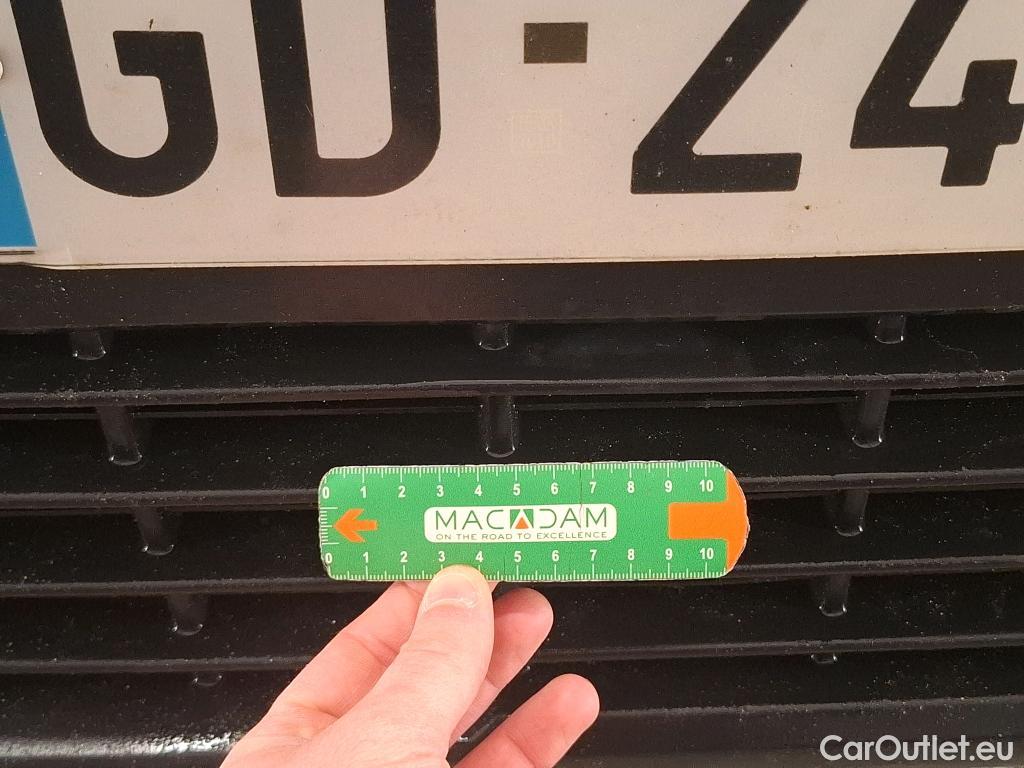 GD-Z4
0 1 2 3 4 5 6 7 8 9 10
MACADAM
ON THE ROAD TO EXCELLENCE
0 1 2 3 4 5 6 7 8 9 10
CarOutlet.eu